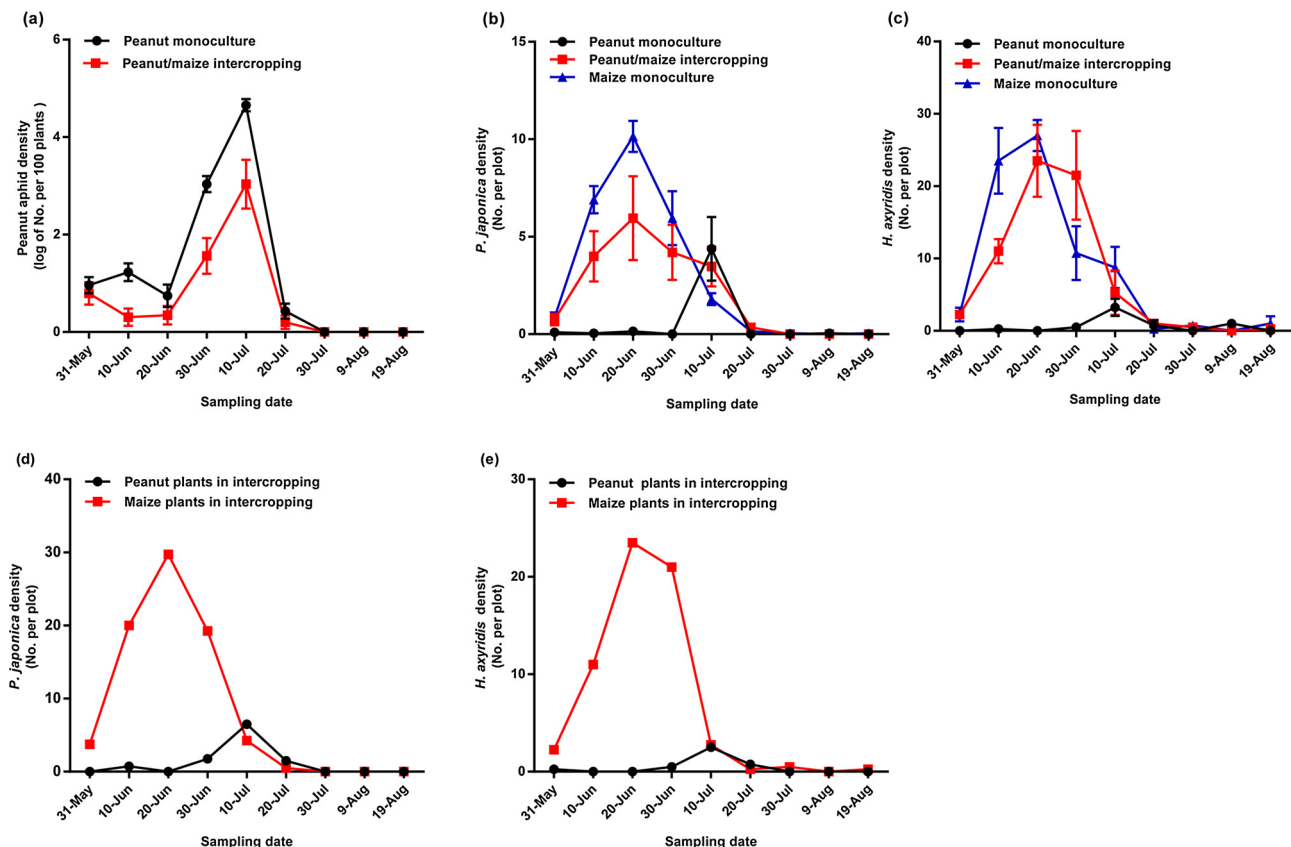 (a)
Peanut monoculture
Peanut/maize intercropping
Peanut aphid density
(log of No. per 100 plants)
6
4
2
0
31-May
10-Jun
20-Jun
30-Jun
10-Jul
20-Jul
30-Jul
9-Aug
19-Aug
Sampling date
(b)
Peanut monoculture
Peanut/maize intercropping
Maize monoculture
P. japonica density
(No. per plot)
15
10
5
0
31-May
10-Jun
20-Jun
30-Jun
10-Jul
20-Jul
30-Jul
9-Aug
19-Aug
Sampling date
(c)
Peanut monoculture
Peanut/maize intercropping
Maize monoculture
H. axyridis density
(No. per plot)
40
30
20
10
0
31-May
10-Jun
20-Jun
30-Jun
10-Jul
20-Jul
30-Jul
9-Aug
19-Aug
Sampling date
(d)
Peanut plants in intercropping
Maize plants in intercropping
P. japonica density
(No. per plot)
40
30
20
10
0
31-May
10-Jun
20-Jun
30-Jun
10-Jul
20-Jul
30-Jul
9-Aug
19-Aug
Sampling date
(e)
Peanut plants in intercropping
Maize plants in intercropping
H. axyridis density
(No. per plot)
30
20
10
0
31-May
10-Jun
20-Jun
30-Jun
10-Jul
20-Jul
30-Jul
9-Aug
19-Aug
Sampling date